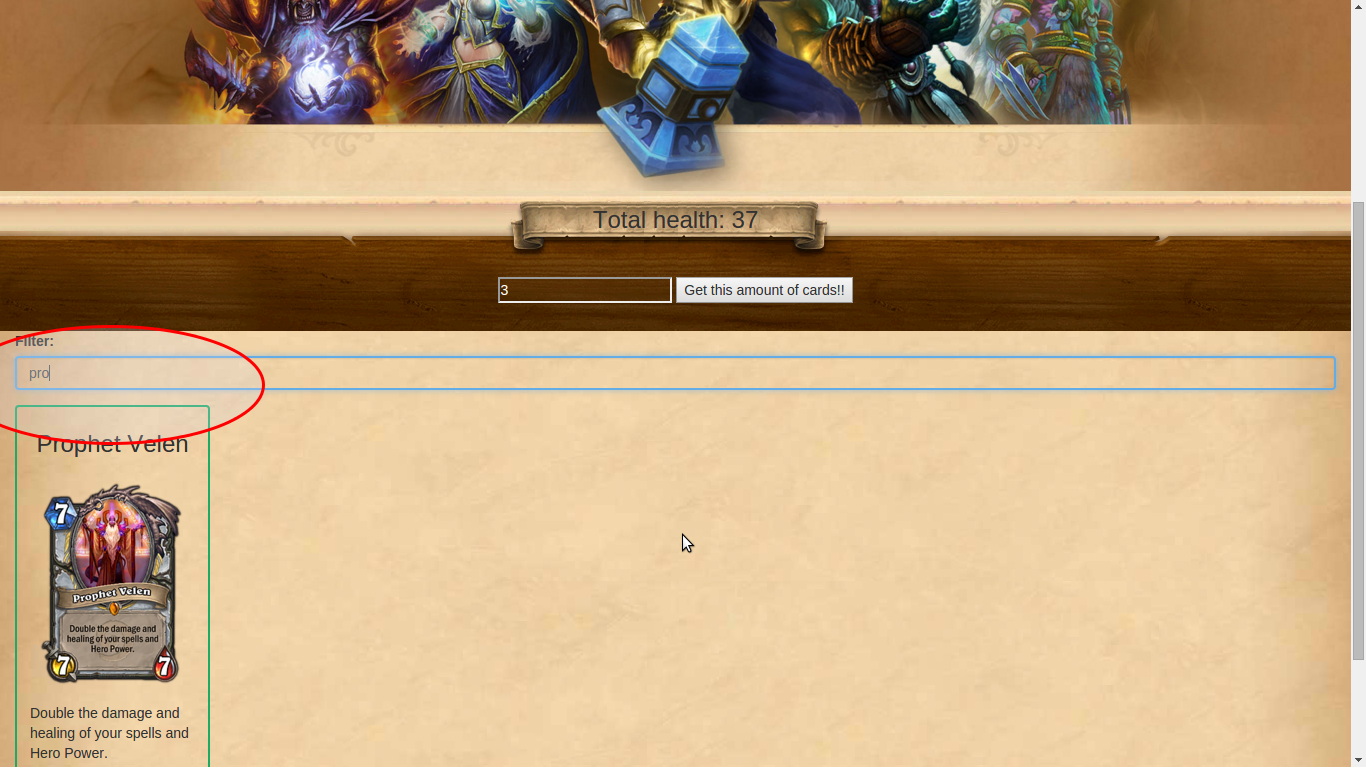 Total health: 37
3
Get this amount of cards!!
Filter:
pro
Prophet Velen
7
Prophet Velen
Double the damage and
healing of your spells and
Hero Power.
7 7
Double the damage and
healing of your spells and
Hero Power.